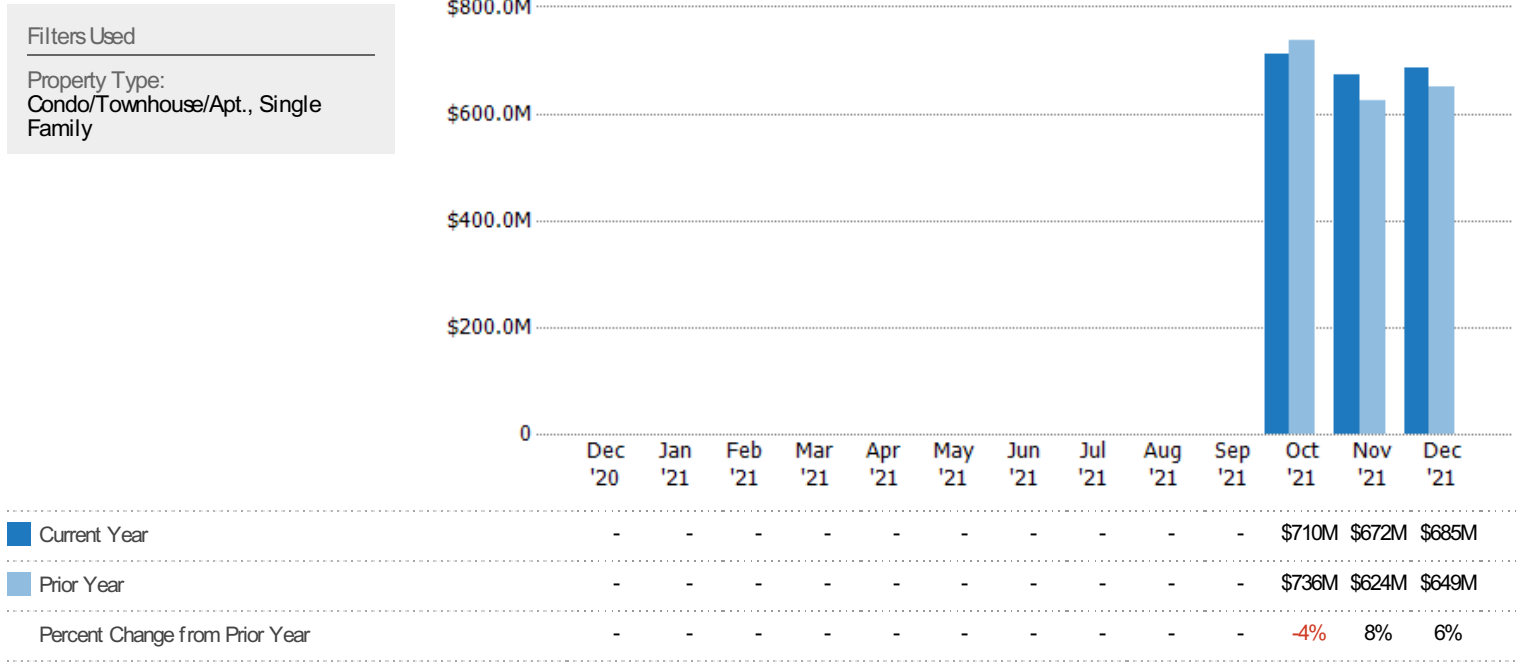 Filters Used
Property Type:
Condo/Townhouse/Apt., Single
Family
$800.0M
$600.0M
$400.0M
$200.0M
0
Dec Jan Feb Mar Apr May Jun Jul Aug Sep Oct Nov Dec
'20 '21 '21 '21 '21 '21 '21 '21 '21 '21 '21 '21 '21
Current Year - - - - - - - - - - $710M $672M $685M
Prior Year - - - - - - - - - - $736M $624M $649M
Percent Change from Prior Year - - - - - - - - - - -4% 8% 6%